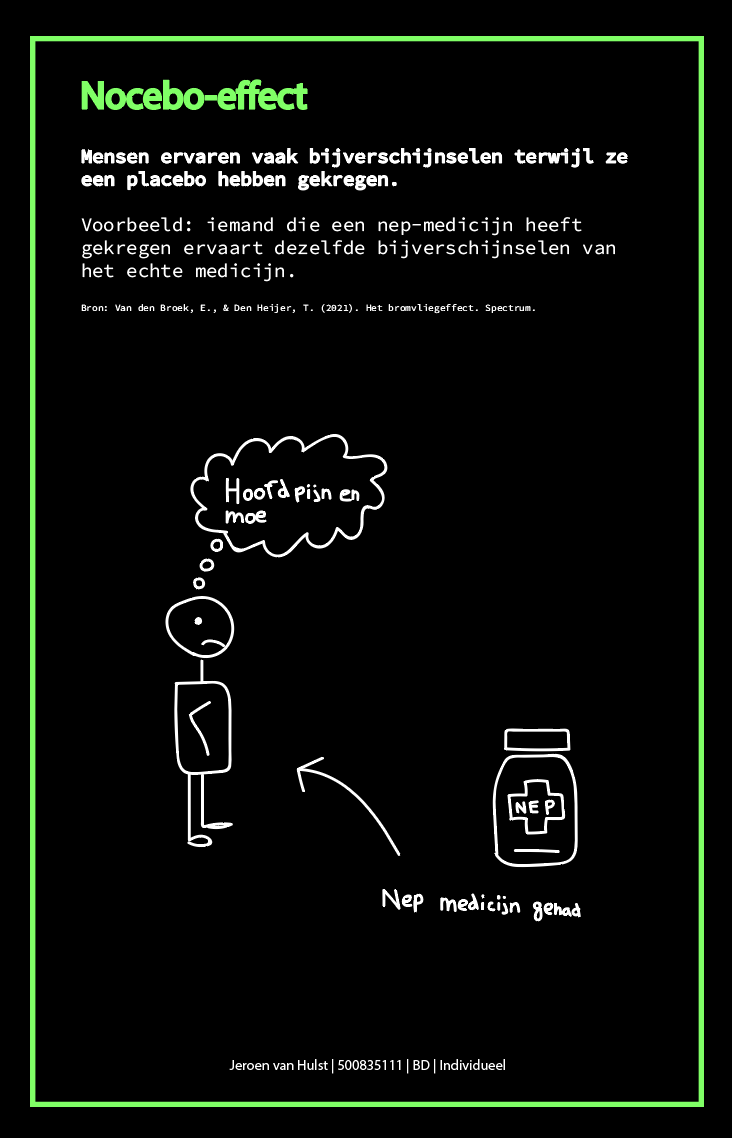 Nocebo-effect
Mensen ervaren vaak bijverschijnselen terwijl ze
een placebo hebben gekregen.
Voorbeeld: iemand die een nep-medicijn heeft
gekregen ervaart dezelfde bijverschijnselen van
het echte medicijn.
Bron: Van den Broek, E., & Den Heijer, T. (2021). Het bromvliegeffect. Spectrum.
Hoofd pijn en
moe
NEP
Nep medicijn gehad
Jeroen van Hulst | 500835111 | BD | Individueel